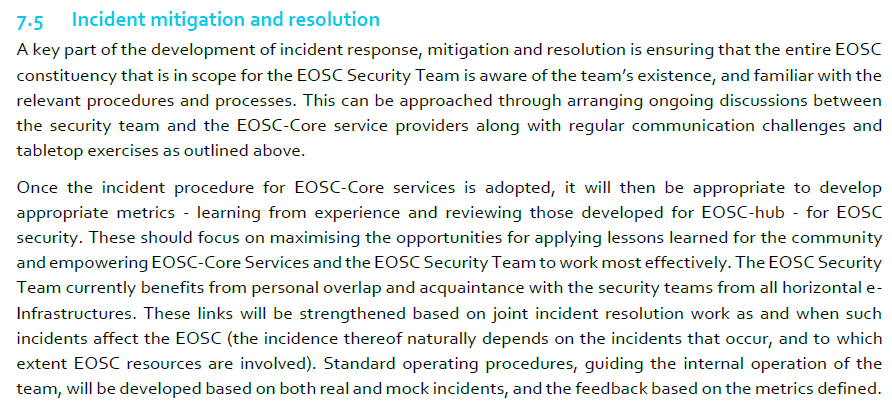 7.5 Incident mitigation and resolution
A key part of the development of incident response, mitigation and resolution is ensuring that the entire EOSC
constituency that is in scope for the EOSC Security Team is aware of the team's existence, and familiar with the
relevant procedures and processes. This can be approached through arranging ongoing discussions between
the security team and the EOSC-Core service providers along with regular communication challenges and
tabletop exercises as outlined above.
Once the incident procedure for EOSC-Core services is adopted, it will then be appropriate to develop
appropriate metrics - learning from experience and reviewing those developed for EOSC-hub - for EOSC
security. These should focus on maximising the opportunities for applying lessons learned for the community
and empowering EOSC-Core Services and the EOSC Security Team to work most effectively. The EOSC Security
Team currently benefits from personal overlap and acquaintance with the security teams from all horizontal e-
Infrastructures. These links will be strengthened based on joint incident resolution work as and when such
incidents affect the EOSC (the incidence thereof naturally depends on the incidents that occur, and to which
extent EOSC resources are involved). Standard operating procedures, guiding the internal operation of the
team, will be developed based on both real and mock incidents, and the feedback based on the metrics defined.